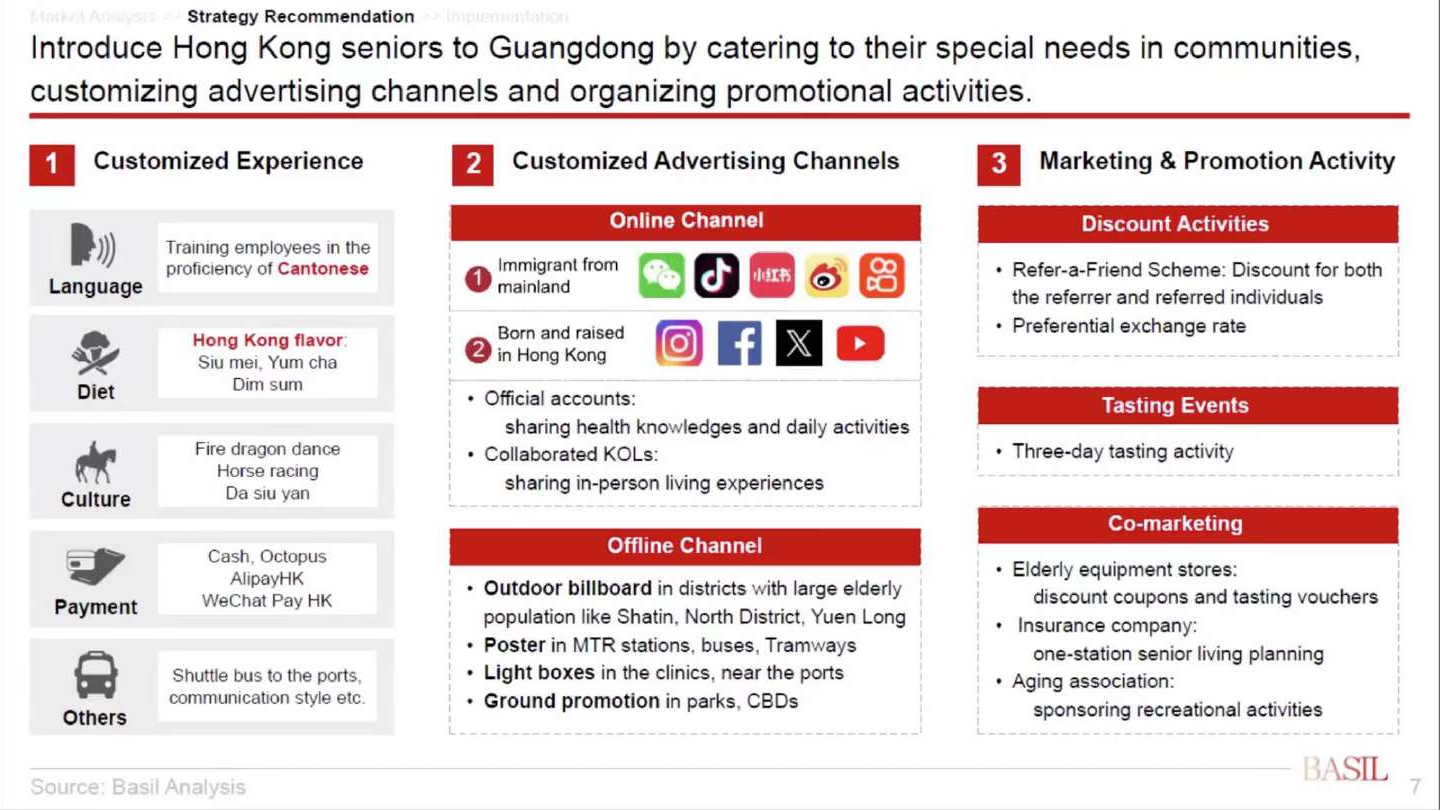 Market Analysis >> Strategy Recommendation >> Implementation
Introduce Hong Kong seniors to Guangdong by catering to their special needs in communities,
customizing advertising channels and organizing promotional activities.
1 Customized Experience
Language
Training employees in the
proficiency of Cantonese
Diet
Hong Kong flavor:
Siu mei, Yum cha
Dim sum
Culture
Fire dragon dance
Horse racing
Da siu yan
Payment
Cash, Octopus
AlipayHK
WeChat Pay HK
Others
Shuttle bus to the ports,
communication style etc.
2 Customized Advertising Channels
Online Channel
1 Immigrant from
mainland
小红书
2 Born and raised
in Hong Kong
• Official accounts:
sharing health knowledges and daily activities
• Collaborated KOLs:
sharing in-person living experiences
Offline Channel
• Outdoor billboard in districts with large elderly
population like Shatin, North District, Yuen Long
• Poster in MTR stations, buses, Tramways
• Light boxes in the clinics, near the ports
• Ground promotion in parks, CBDs
3 Marketing & Promotion Activity
Discount Activities
• Refer-a-Friend Scheme: Discount for both
the referrer and referred individuals
• Preferential exchange rate
Tasting Events
• Three-day tasting activity
Co-marketing
• Elderly equipment stores:
discount coupons and tasting vouchers
• Insurance company:
one-station senior living planning
• Aging association:
sponsoring recreational activities
Source: Basil Analysis
BASIL
7